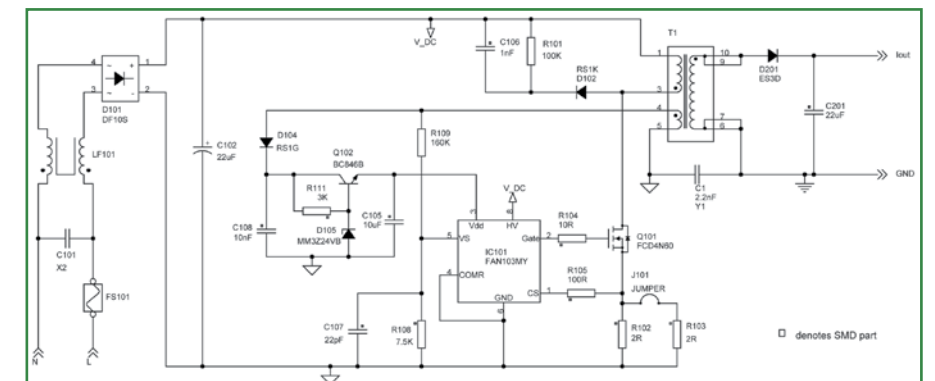 T1
V_DC
C106
1nF
R101
100K
RS1K
D102
1
3
4
5
10
9
7
6
D201
ES3D
Iout
C201
22uF
GND
4
3
1
2
D101
DF10S
LF101
C102
22uF
D104
RS1G
Q102
BC846B
R111
3K
D105
MM3Z24VB
C108
10nF
C105
10uF
R109
160K
V_DC
3
8
Vdd
HV
5
VS
Gate
2
IC101
FAN103MY
4
COMR
CS
1
GND
6
R104
10R
R105
100R
Q101
FCD4N60
J101
JUMPER
C1
2.2nF
Y1
C101
X2
FS101
N
L
C107
22pF
R108
7.5K
R102
2R
R103
2R
denotes SMD part